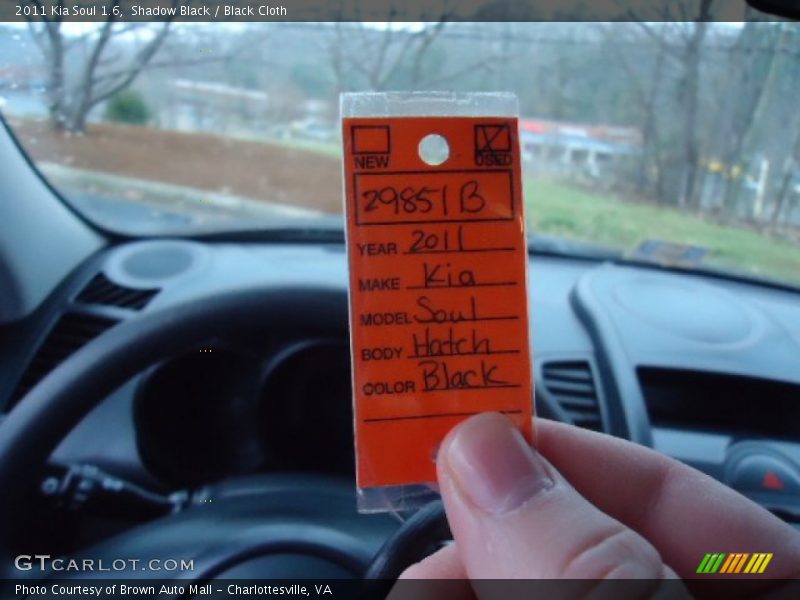 2011 Kia Soul 1.6,  Shadow Black / Black Cloth
NEW USED
29851B
YEAR 2011
MAKE Kia
MODEL Soul
BODY Hatch
COLOR Black
GTCARLOT.COM
Photo Courtesy of Brown Auto Mall - Charlottesville, VA